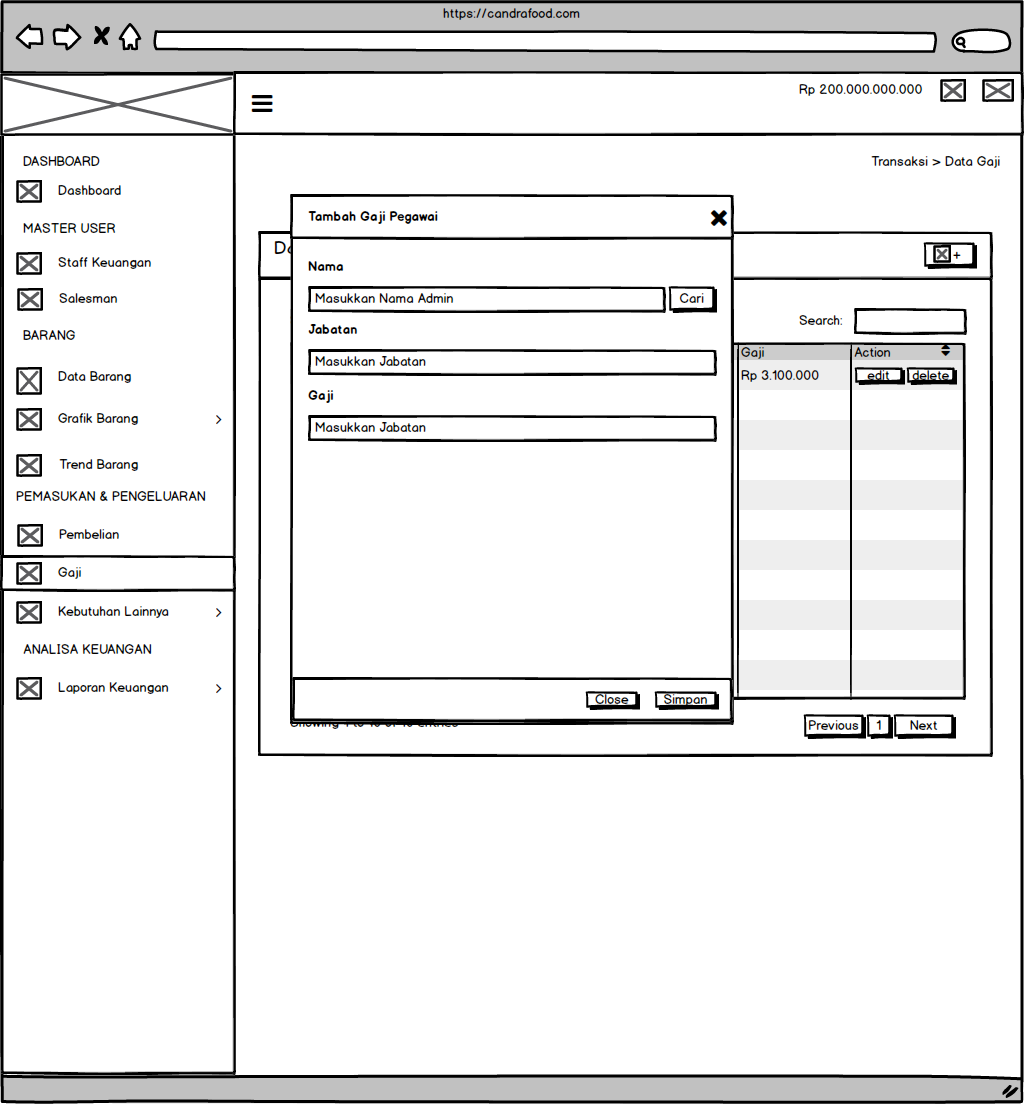 https://candrafood.com
Rp 200.000.000.000
DASHBOARD
Dashboard
MASTER USER
Staff Keuangan
Salesman
BARANG
Data Barang
Grafik Barang
Trend Barang
PEMASUKAN & PENGELUARAN
Pembelian
Gaji
Kebutuhan Lainnya
ANALISA KEUANGAN
Laporan Keuangan
Transaksi > Data Gaji
+
Search:
Gaji Action
Rp 3.100.000 edit delete
Tambah Gaji Pegawai
Nama
Masukkan Nama Admin Cari
Jabatan
Masukkan Jabatan
Gaji
Masukkan Jabatan
Close Simpan
Previous 1 Next